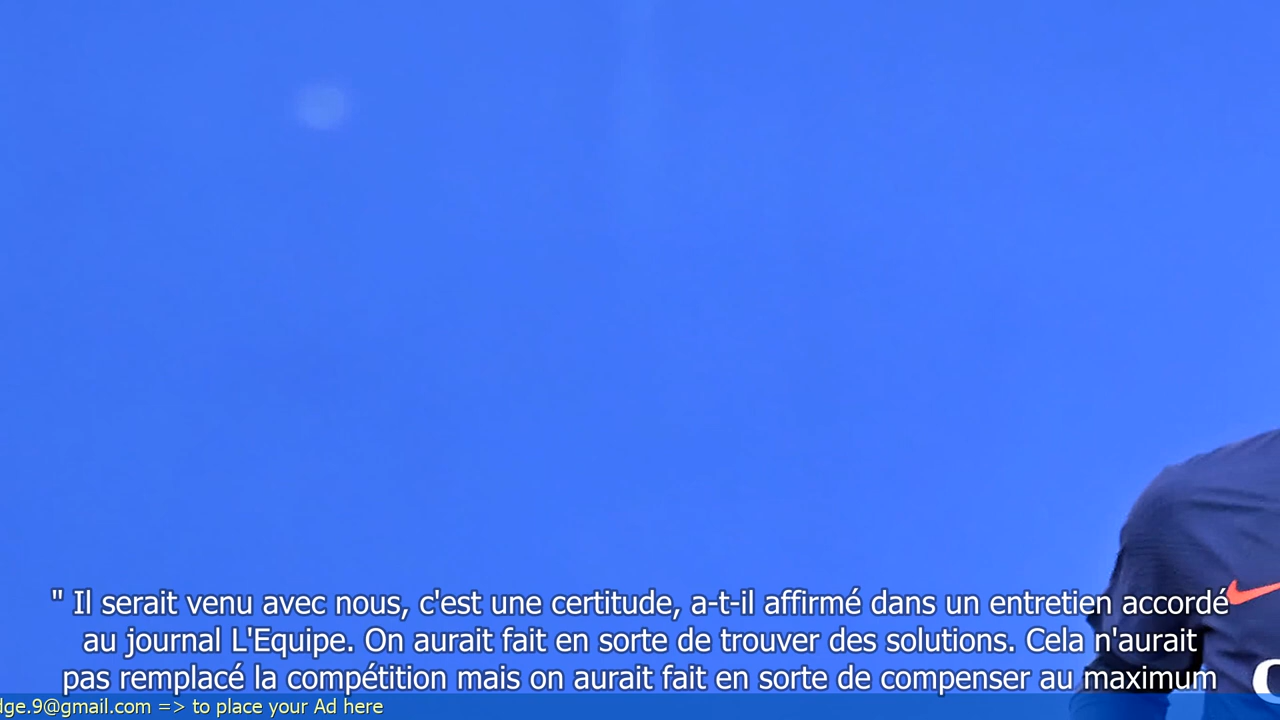 " Il serait venu avec nous, c'est une certitude, a-t-il affirmé dans un entretien accordé
au journal L'Equipe. On aurait fait en sorte de trouver des solutions. Cela n'aurait
pas remplacé la compétition mais on aurait fait en sorte de compenser au maximum
dge.9@gmail.com => to place your Ad here